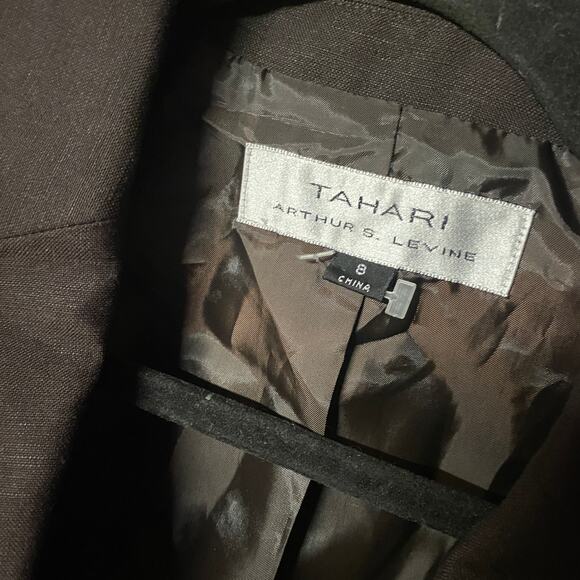 TAHARI
ARTHUR S. LEVINE
8
CHINA